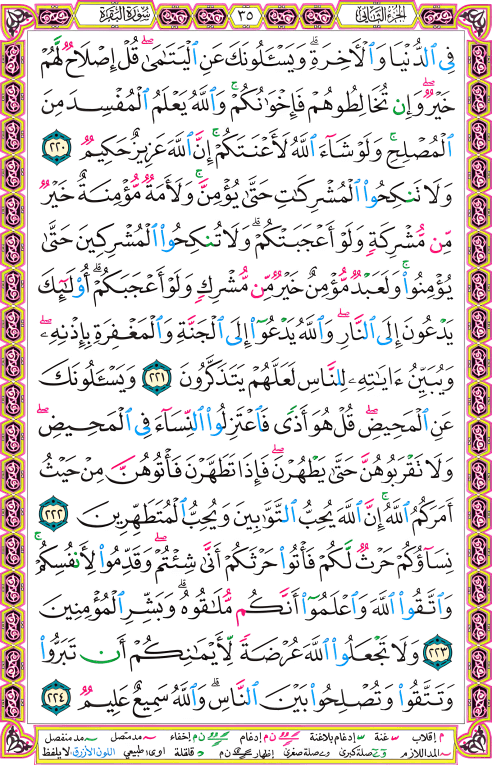 الجزء الثاني ٣٥ سورة البقرة
فِي ٱلدُّنْيَا وَٱلْأَخِرَةِ ۗ وَيَسْـَٔلُونَكَ عَنِ ٱلْيَتَـٰمَىٰ ۖ قُلْ إِصْلَاحٌ لَّهُمْ
خَيْرٌ ۖ وَإِن تُخَالِطُوهُمْ فَإِخْوَٰنُكُمْ ۚ وَٱللَّهُ يَعْلَمُ ٱلْمُفْسِدَ مِنَ
ٱلْمُصْلِحِ ۚ وَلَوْ شَآءَ ٱللَّهُ لَأَعْنَتَكُمْ ۚ إِنَّ ٱللَّهَ عَزِيزٌ حَكِيمٌ ٢٢٠
وَلَا تَنكِحُوا۟ ٱلْمُشْرِكَـٰتِ حَتَّىٰ يُؤْمِنَّ ۚ وَلَأَمَةٌ مُّؤْمِنَةٌ خَيْرٌ
مِّن مُّشْرِكَةٍ وَلَوْ أَعْجَبَتْكُمْ ۗ وَلَا تُنكِحُوا۟ ٱلْمُشْرِكِينَ حَتَّىٰ
يُؤْمِنُوا۟ ۚ وَلَعَبْدٌ مُّؤْمِنٌ خَيْرٌ مِّن مُّشْرِكٍ وَلَوْ أَعْجَبَكُمْ ۗ أُو۟لَـٰٓئِكَ
يَدْعُونَ إِلَى ٱلنَّارِ ۖ وَٱللَّهُ يَدْعُوٓا۟ إِلَى ٱلْجَنَّةِ وَٱلْمَغْفِرَةِ بِإِذْنِهِۦ ۖ
وَيُبَيِّنُ ءَايَـٰتِهِۦ لِلنَّاسِ لَعَلَّهُمْ يَتَذَكَّرُونَ ٢٢١ وَيَسْـَٔلُونَكَ
عَنِ ٱلْمَحِيضِ ۖ قُلْ هُوَ أَذًى فَٱعْتَزِلُوا۟ ٱلنِّسَآءَ فِي ٱلْمَحِيضِ ۖ
وَلَا تَقْرَبُوهُنَّ حَتَّىٰ يَطْهُرْنَ ۖ فَإِذَا تَطَهَّرْنَ فَأْتُوهُنَّ مِنْ حَيْثُ
أَمَرَكُمُ ٱللَّهُ ۚ إِنَّ ٱللَّهَ يُحِبُّ ٱلتَّوَّٰبِينَ وَيُحِبُّ ٱلْمُتَطَهِّرِينَ ٢٢٢
نِسَآؤُكُمْ حَرْثٌ لَّكُمْ فَأْتُوا۟ حَرْثَكُمْ أَنَّىٰ شِئْتُمْ ۖ وَقَدِّمُوا۟ لِأَنفُسِكُمْ ۚ
وَٱتَّقُوا۟ ٱللَّهَ وَٱعْلَمُوٓا۟ أَنَّكُم مُّلَـٰقُوهُ ۗ وَبَشِّرِ ٱلْمُؤْمِنِينَ
٢٢٣ وَلَا تَجْعَلُوا۟ ٱللَّهَ عُرْضَةً لِّأَيْمَـٰنِكُمْ أَن تَبَرُّوا۟
وَتَتَّقُوا۟ وَتُصْلِحُوا۟ بَيْنَ ٱلنَّاسِ ۗ وَٱللَّهُ سَمِيعٌ عَلِيمٌ ٢٢٤
م إقلاب غنة إدغام بلاغنة ن م إدغام ن م إخفاء مد متصل مد منفصل
المد اللازم صلة كبرى صلة صغرى إظهار ن م قلقلة اوى: طبيعي اللون الأزرق: لا يلفظ